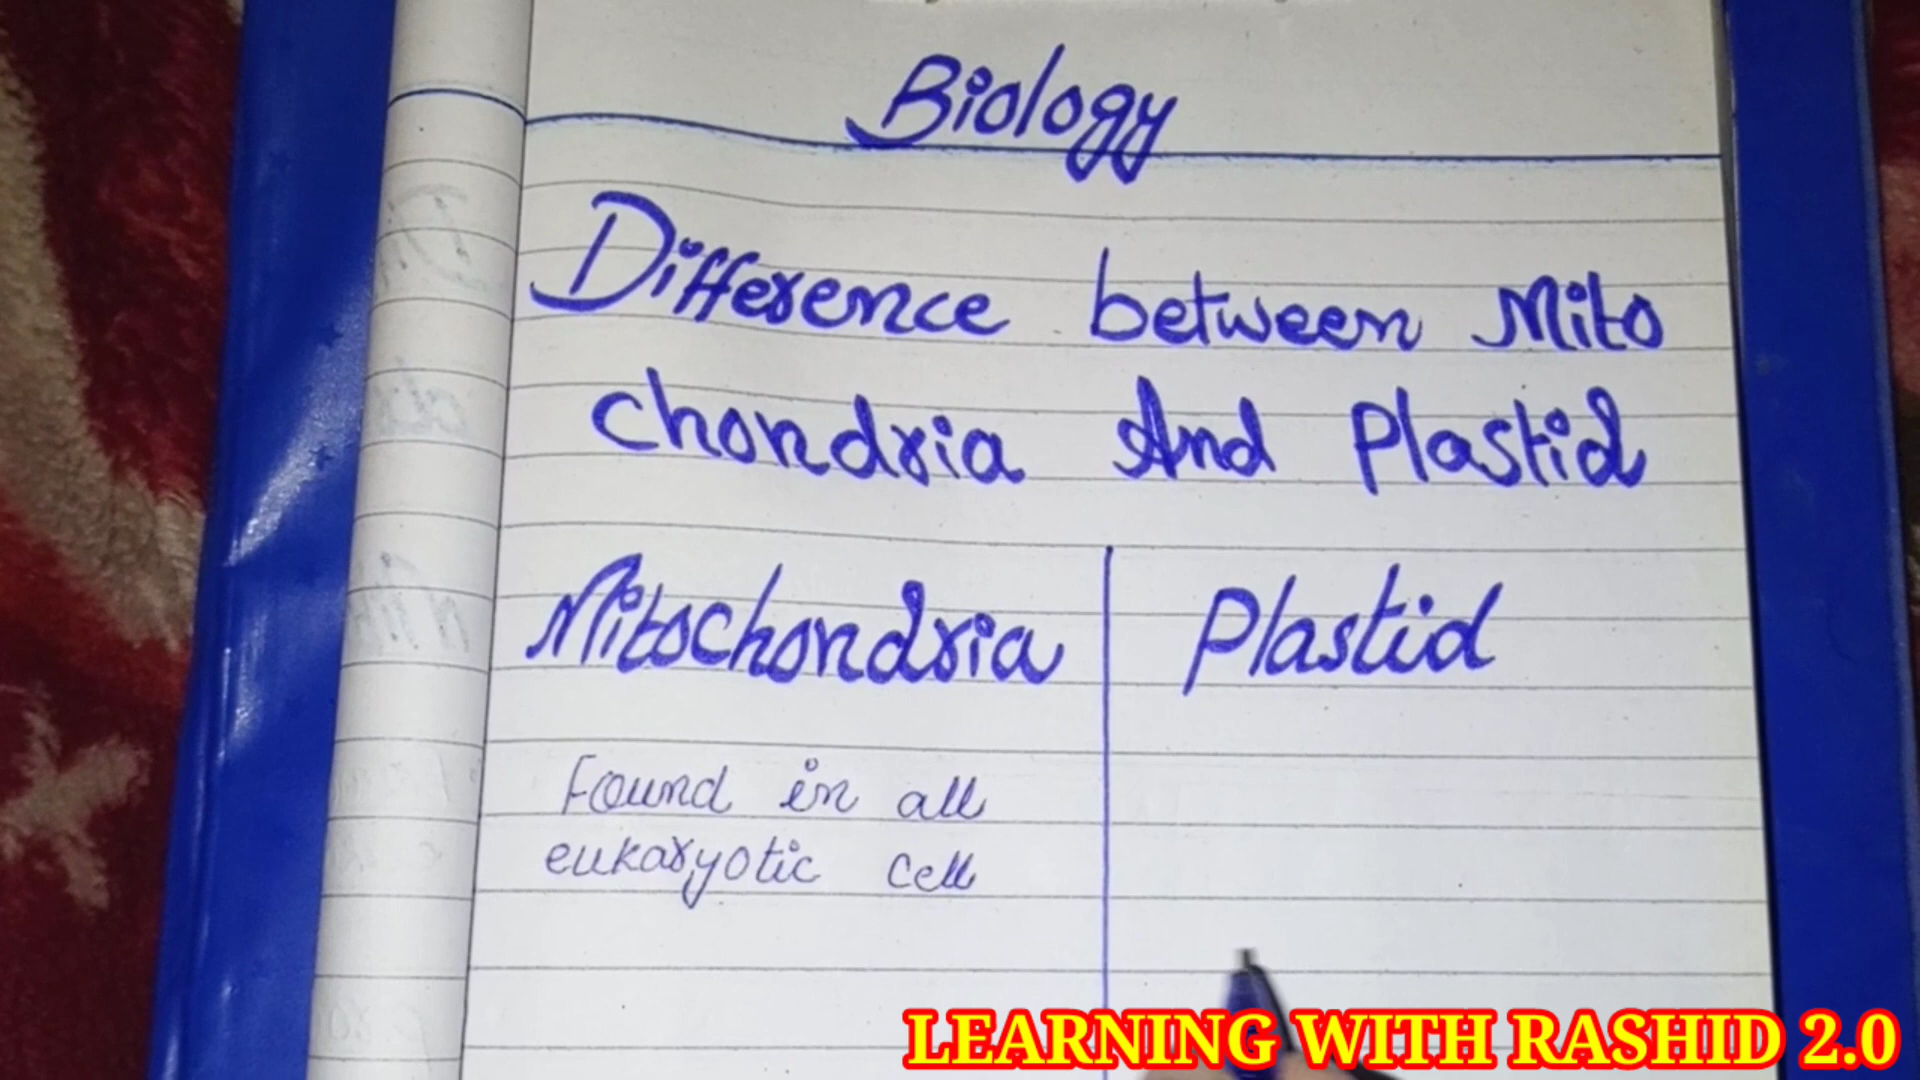 Biology
Difference between Mito
chondria And Plastid
Mitochondria Plastid
Found in all
eukaryotic cell
LEARNING WITH RASHID 2.0